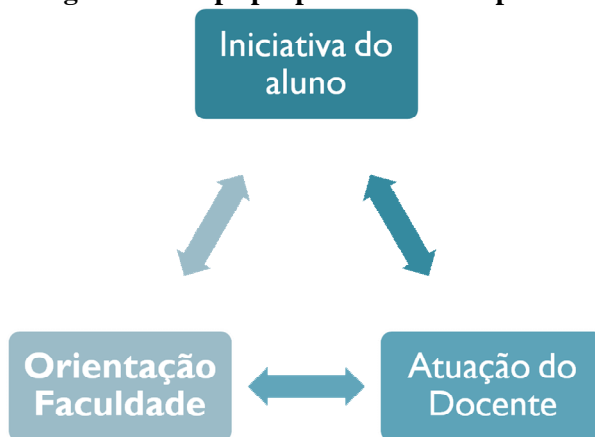 Iniciativa do
aluno
Orientação
Faculdade
Atuação do
Docente